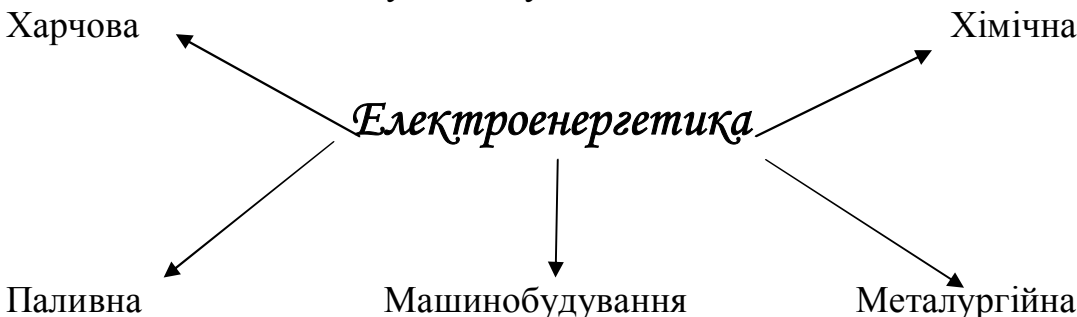 Харчова Хімічна
Електроенергетика
Паливна Машинобудування Металургійна